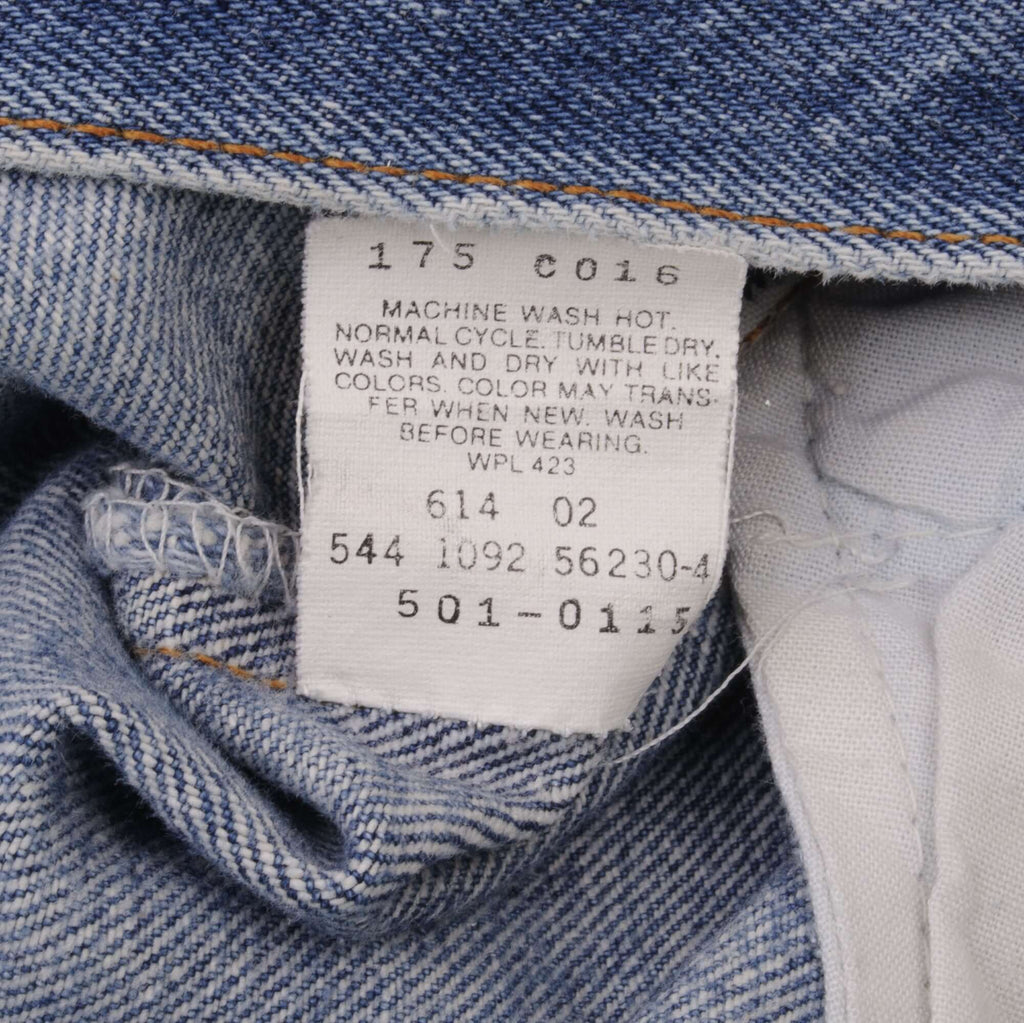 175 C016
MACHINE WASH HOT.
NORMAL CYCLE. TUMBLE DRY.
WASH AND DRY WITH LIKE
COLORS. COLOR MAY TRANS-
FER WHEN NEW. WASH
BEFORE WEARING.
WPL 423
614 02
544 1092 56230-4
501-0115